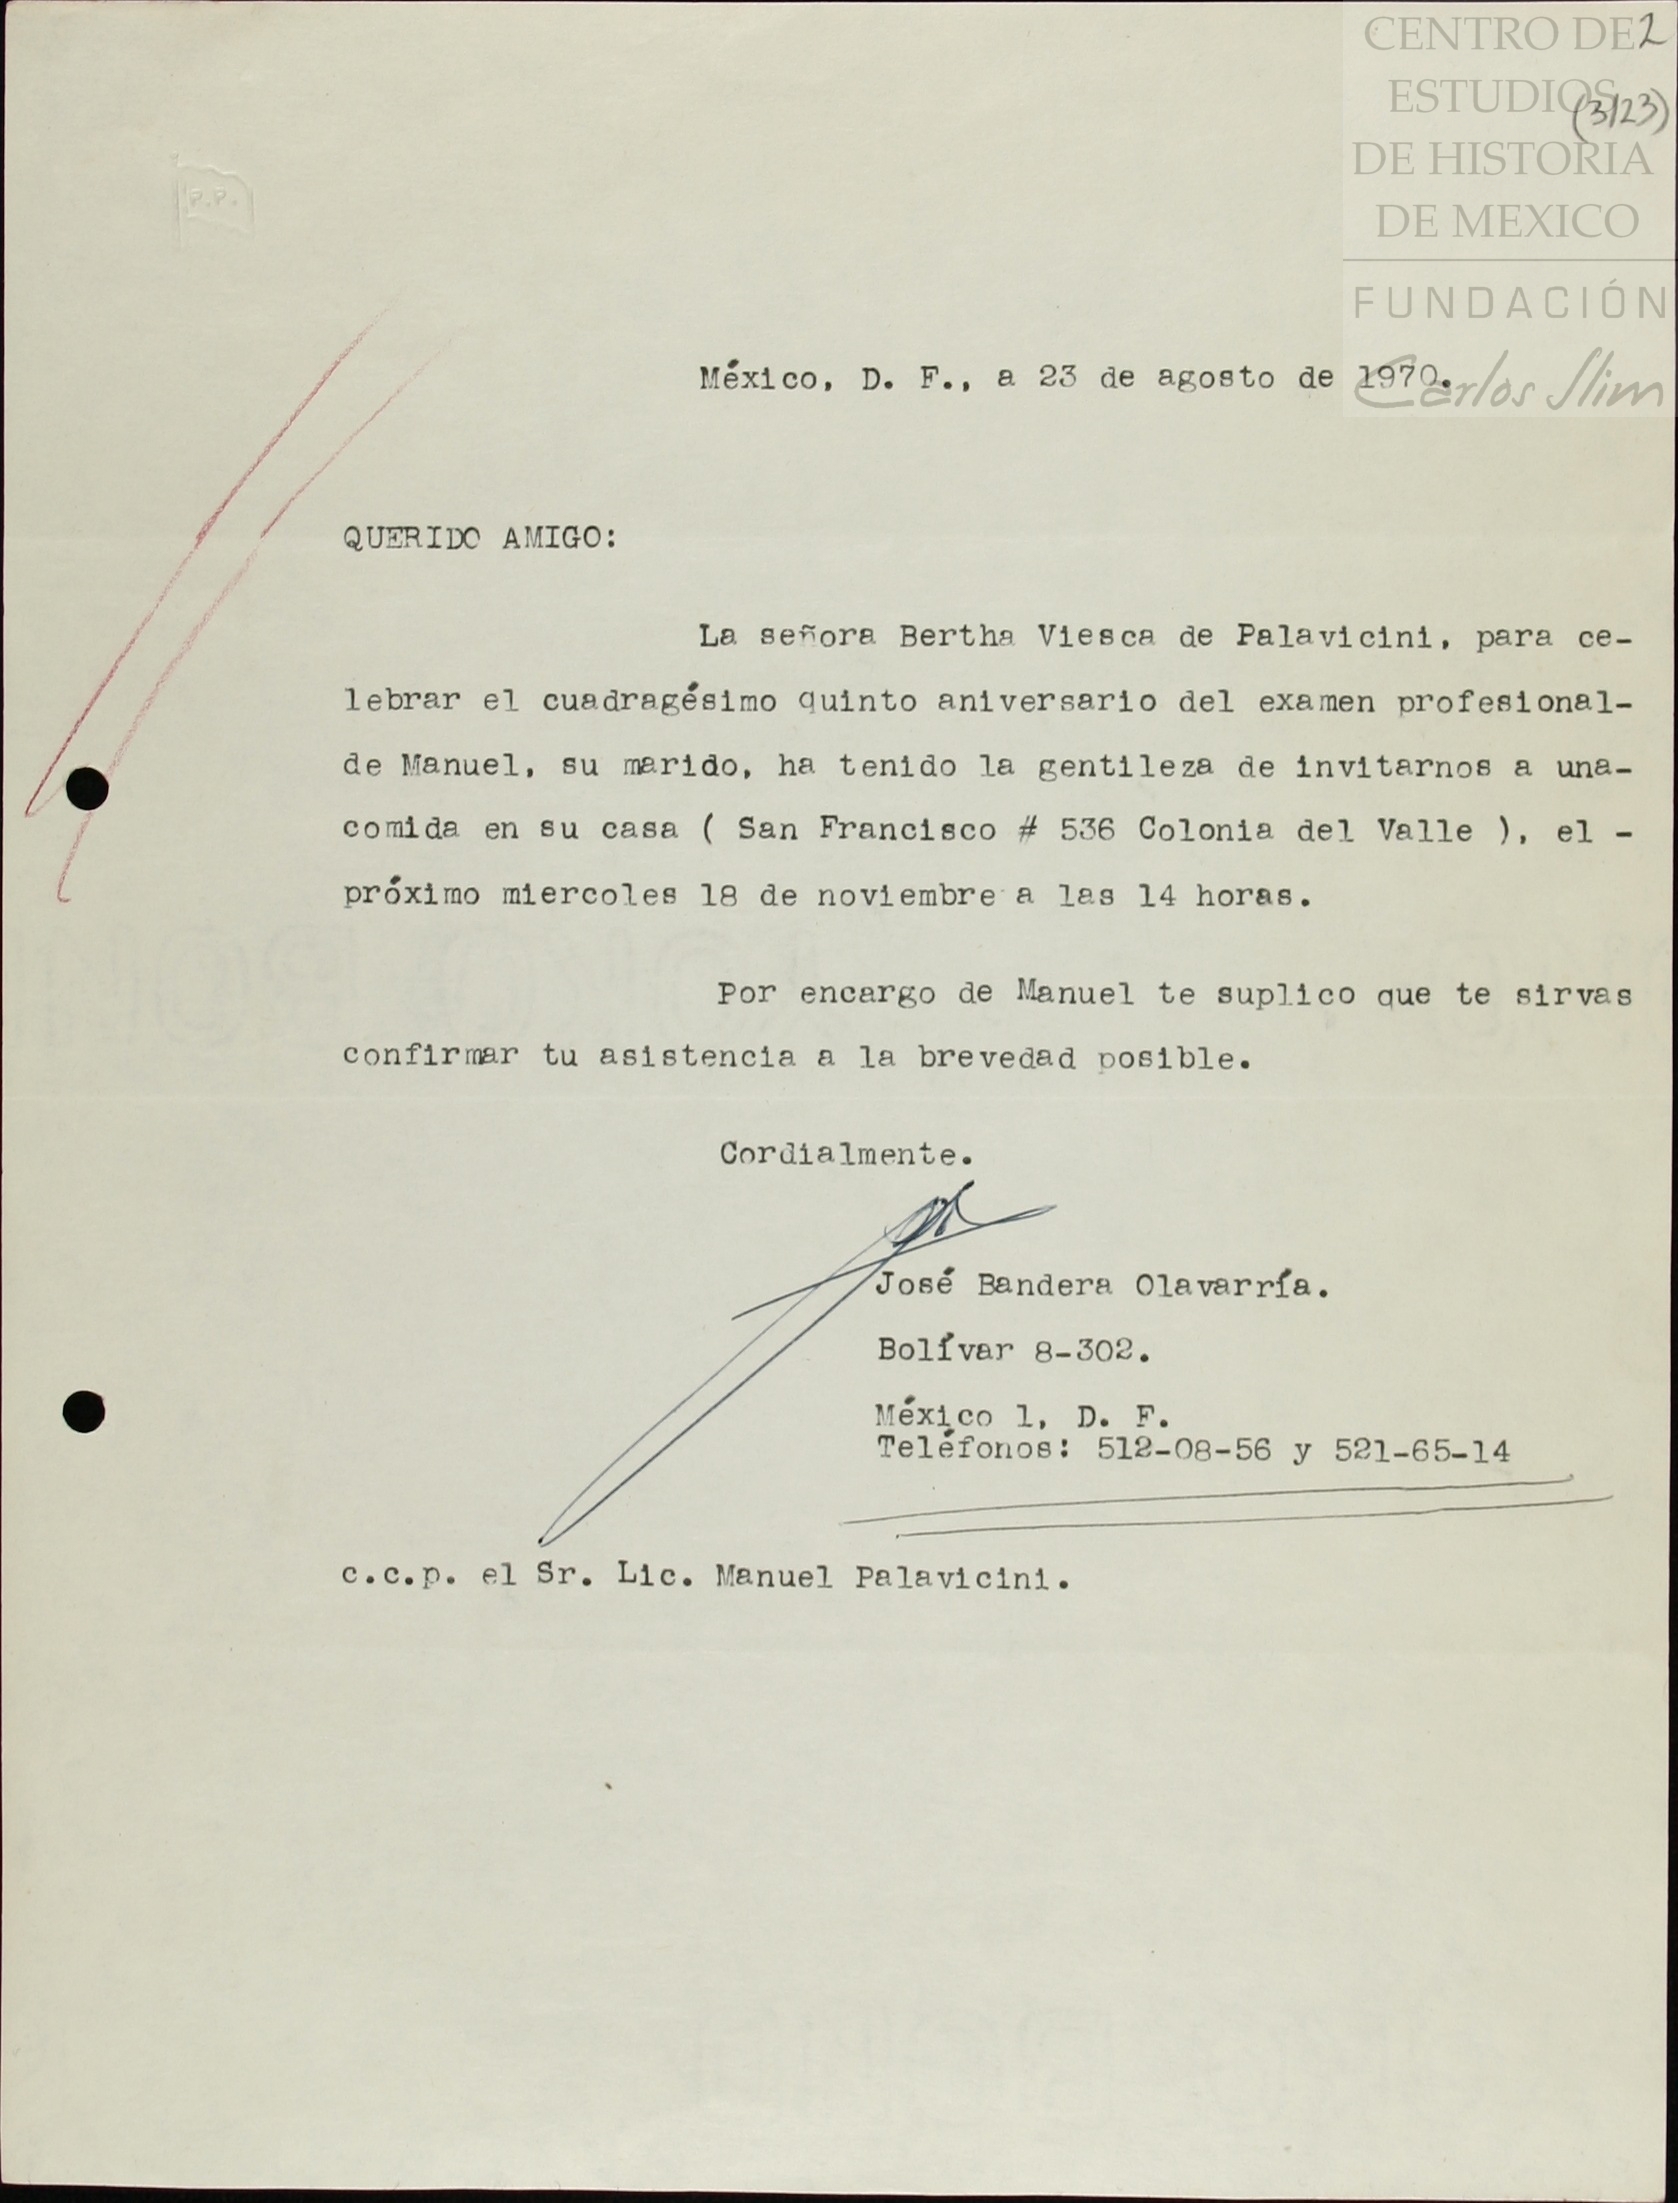 CENTRO DE
2
ESTUDIOS
(3/23)
DE HISTORIA
DE MEXICO
FUNDACIÓN
Carlos Slim
P.P.
México, D. F., a 23 de agosto de 1970.
QUERIDO AMIGO:
La señora Bertha Viesca de Palavicini, para ce-
lebrar el cuadragésimo quinto aniversario del examen profesional-
de Manuel, su marido, ha tenido la gentileza de invitarnos a una-
comida en su casa ( San Francisco # 536 Colonia del Valle ), el -
próximo miercoles 18 de noviembre a las 14 horas.
Por encargo de Manuel te suplico que te sirvas
confirmar tu asistencia a la brevedad posible.
Cordialmente.
José Bandera Olavarría.
Bolívar 8-302.
México 1, D. F.
Teléfonos: 512-08-56 y 521-65-14
c.c.p. el Sr. Lic. Manuel Palavicini.